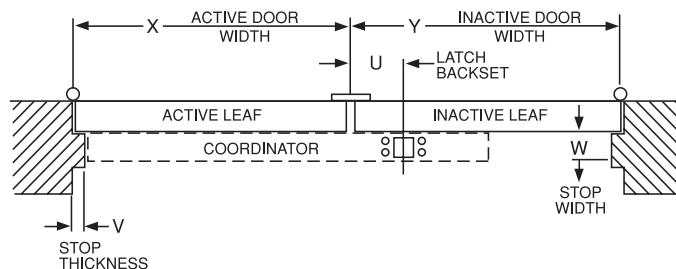 X
ACTIVE DOOR
WIDTH
Y
INACTIVE DOOR
WIDTH
U
LATCH
BACKSET
ACTIVE LEAF
INACTIVE LEAF
COORDINATOR
W
STOP
WIDTH
V
STOP
THICKNESS